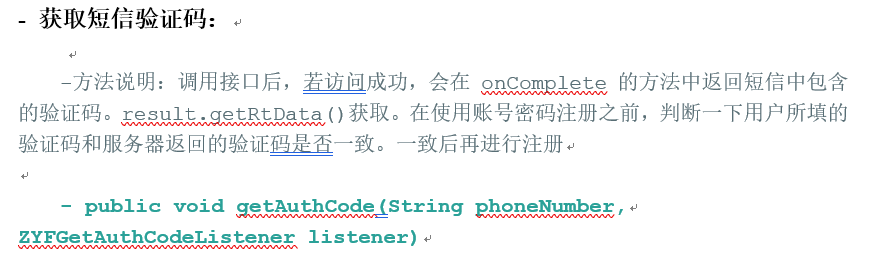 - 获取短信验证码：
-方法说明：调用接口后，若访问成功，会在 onComplete 的方法中返回短信中包含
的验证码。result.getRtData()获取。在使用账号密码注册之前，判断一下用户所填的
验证码和服务器返回的验证码是否一致。一致后再进行注册
- public void getAuthCode(String phoneNumber,
ZYFGetAuthCodeListener listener)